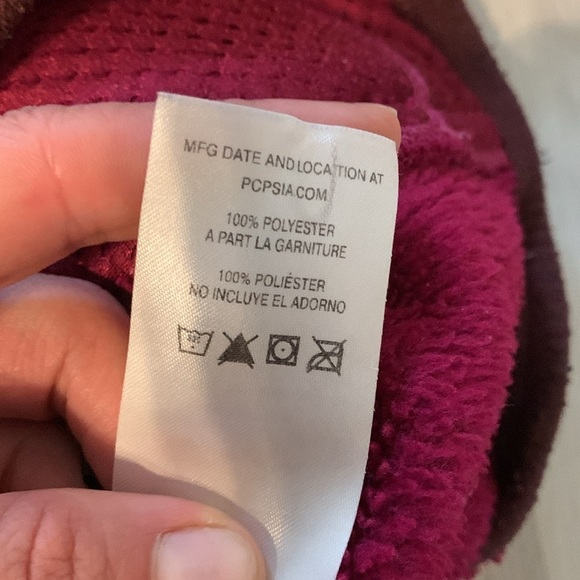 MFG DATE AND LOCATION AT
PCPSIA.COM
100% POLYESTER
A PART LA GARNITURE
100% POLIÉSTER
NO INCLUYE EL ADORNO